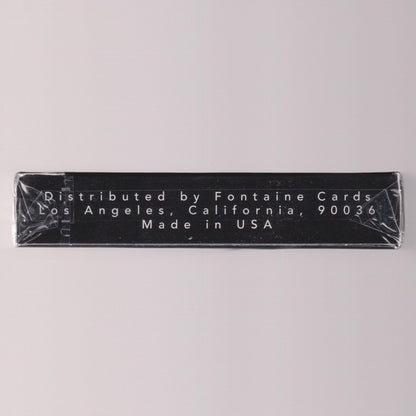 Distributed by Fontaine Cards
Los Angeles, California, 90036
Made in USA